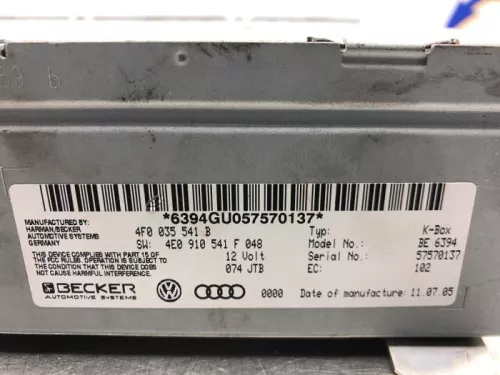 *6394GU057570137*
MANUFACTURED BY:
HARMAN/BECKER
AUTOMOTIVE SYSTEMS
GERMANY
4F0 035 541 B
SW: 4E0 910 541 F 048
Typ: K-Box
Model No.: BE 6394
THIS DEVICE COMPLIES WITH PART 15 OF
THE FCC RULES. OPERATION IS SUBJECT TO
THE CONDITION THAT THIS DEVICE DOES
NOT CAUSE HARMFUL INTERFERENCE.
12 Volt
074 JTB
Serial No.: 57570137
EC: 102
BECKER
AUTOMOTIVE SYSTEMS
0000 Date of manufacture: 11.07.05